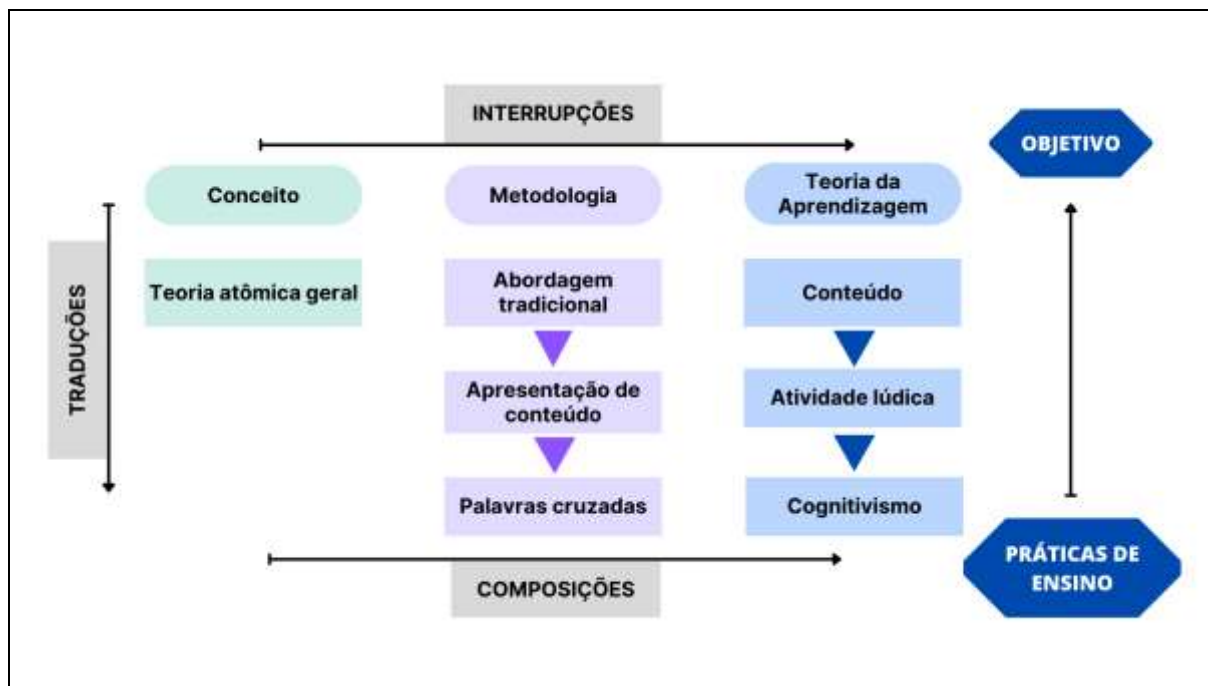 INTERRUPÇÕES
OBJETIVO
Conceito
Metodologia
Teoria da
Aprendizagem
TRADUÇÕES
Teoria atômica geral
Abordagem
tradicional
Conteúdo
Apresentação de
conteúdo
Atividade lúdica
Palavras cruzadas
Cognitivismo
COMPOSIÇÕES
PRÁTICAS DE
ENSINO